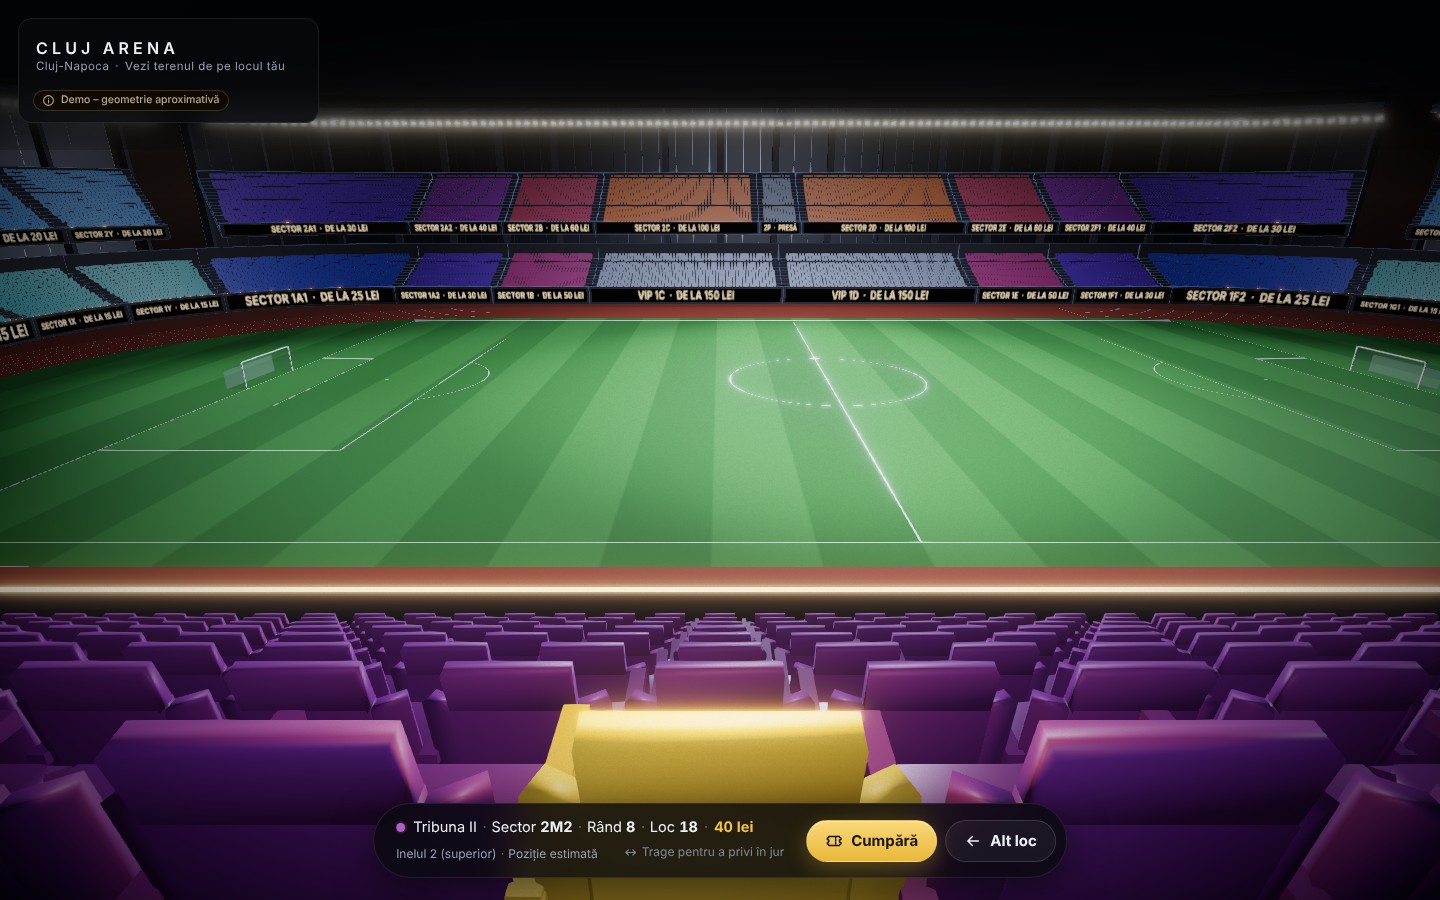 CLUJ ARENA
Cluj-Napoca · Vezi terenul de pe locul tău
Demo – geometrie aproximativă
DE LA 20 LEI
SECTOR 2Y · DE LA 20 LEI
SECTOR 2A1 · DE LA 30 LEI
SECTOR 2A2 · DE LA 40 LEI
SECTOR 2B · DE LA 60 LEI
SECTOR 2C · DE LA 100 LEI
2P · PRESĂ
SECTOR 2D · DE LA 100 LEI
SECTOR 2E · DE LA 60 LEI
SECTOR 2F1 · DE LA 40 LEI
SECTOR 2F2 · DE LA 30 LEI
5 LEI
SECTOR 1X · DE LA 15 LEI
SECTOR 1Y · DE LA 15 LEI
SECTOR 1A1 · DE LA 25 LEI
SECTOR 1A2 · DE LA 30 LEI
SECTOR 1B · DE LA 50 LEI
VIP 1C · DE LA 150 LEI
VIP 1D · DE LA 150 LEI
SECTOR 1E · DE LA 50 LEI
SECTOR 1F1 · DE LA 30 LEI
SECTOR 1F2 · DE LA 25 LEI
SECTOR 1G1 · DE LA 15
Tribuna II · Sector 2M2 · Rând 8 · Loc 18 · 40 lei
Inelul 2 (superior) · Poziție estimată ↔ Trage pentru a privi în jur
Cumpără
← Alt loc